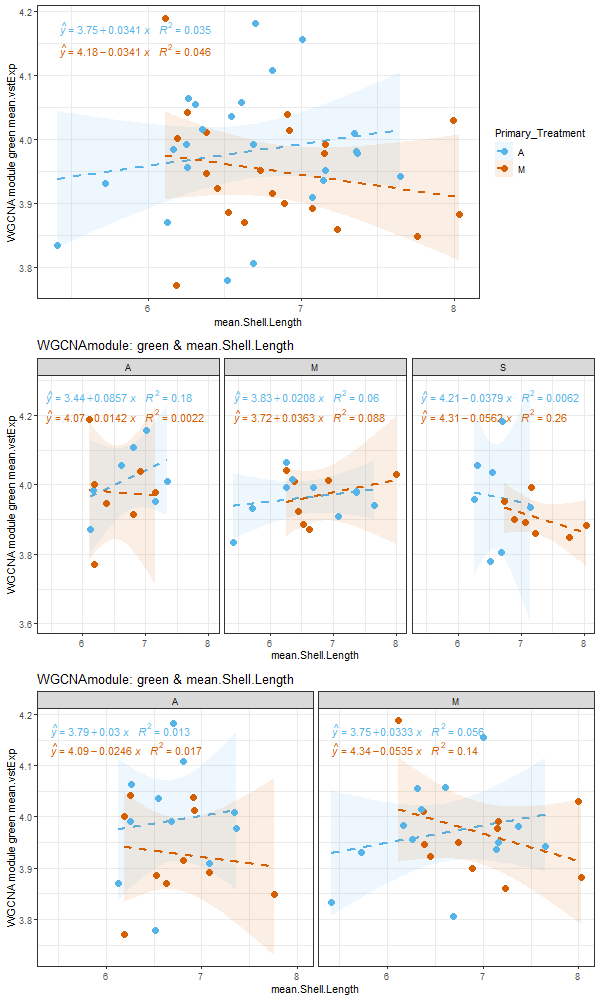 4.2
4.1
4.0
3.9
3.8
WGCNA module green mean.vstExp
ŷ = 3.75+0.0341 x R² = 0.035
ŷ = 4.18−0.0341 x R² = 0.046
6 7 8
mean.Shell.Length
Primary_Treatment
A
M
WGCNAmodule: green & mean.Shell.Length
A M S
4.2
4.0
3.8
3.6
WGCNA module green mean.vstExp
ŷ = 3.44+0.0857 x R² = 0.18
ŷ = 4.07−0.0142 x R² = 0.0022
ŷ = 3.83+0.0208 x R² = 0.06
ŷ = 3.72+0.0363 x R² = 0.088
ŷ = 4.21−0.0379 x R² = 0.0062
ŷ = 4.31−0.0562 x R² = 0.26
6 7 8 6 7 8 6 7 8
mean.Shell.Length
WGCNAmodule: green & mean.Shell.Length
A M
4.2
4.1
4.0
3.9
3.8
WGCNA module green mean.vstExp
ŷ = 3.79+0.03 x R² = 0.013
ŷ = 4.09−0.0246 x R² = 0.017
ŷ = 3.75+0.0333 x R² = 0.056
ŷ = 4.34−0.0535 x R² = 0.14
6 7 8 6 7 8
mean.Shell.Length